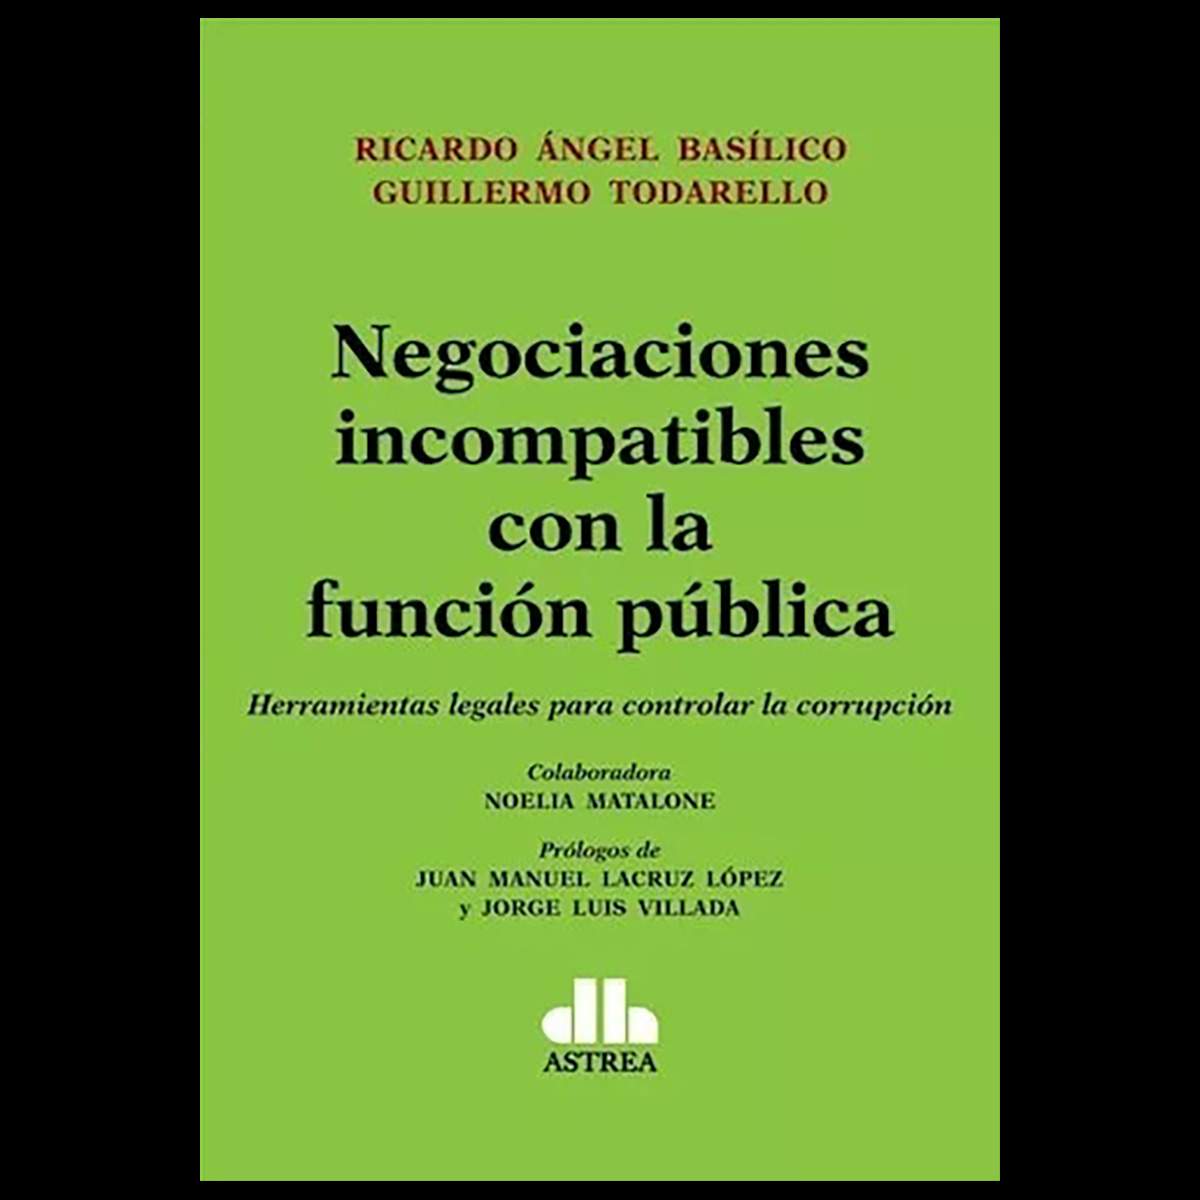 RICARDO ÁNGEL BASÍLICO
GUILLERMO TODARELLO
Negociaciones
incompatibles
con la
función pública
Herramientas legales para controlar la corrupción
Colaboradora
NOELIA MATALONE
Prólogos de
JUAN MANUEL LACRUZ LÓPEZ
y JORGE LUIS VILLADA
ASTREA